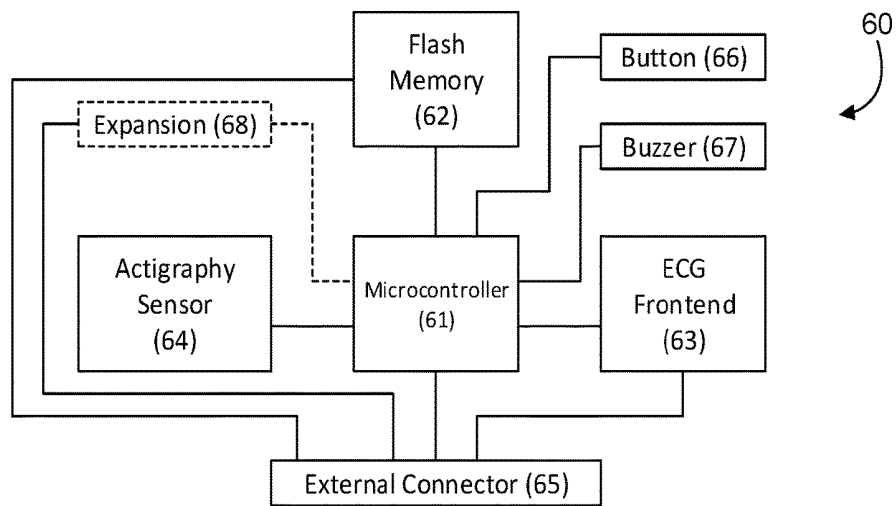 60
Flash
Memory
(62)
Button (66)
Expansion (68)
Buzzer (67)
Actigraphy
Sensor
(64)
Microcontroller
(61)
ECG
Frontend
(63)
External Connector (65)